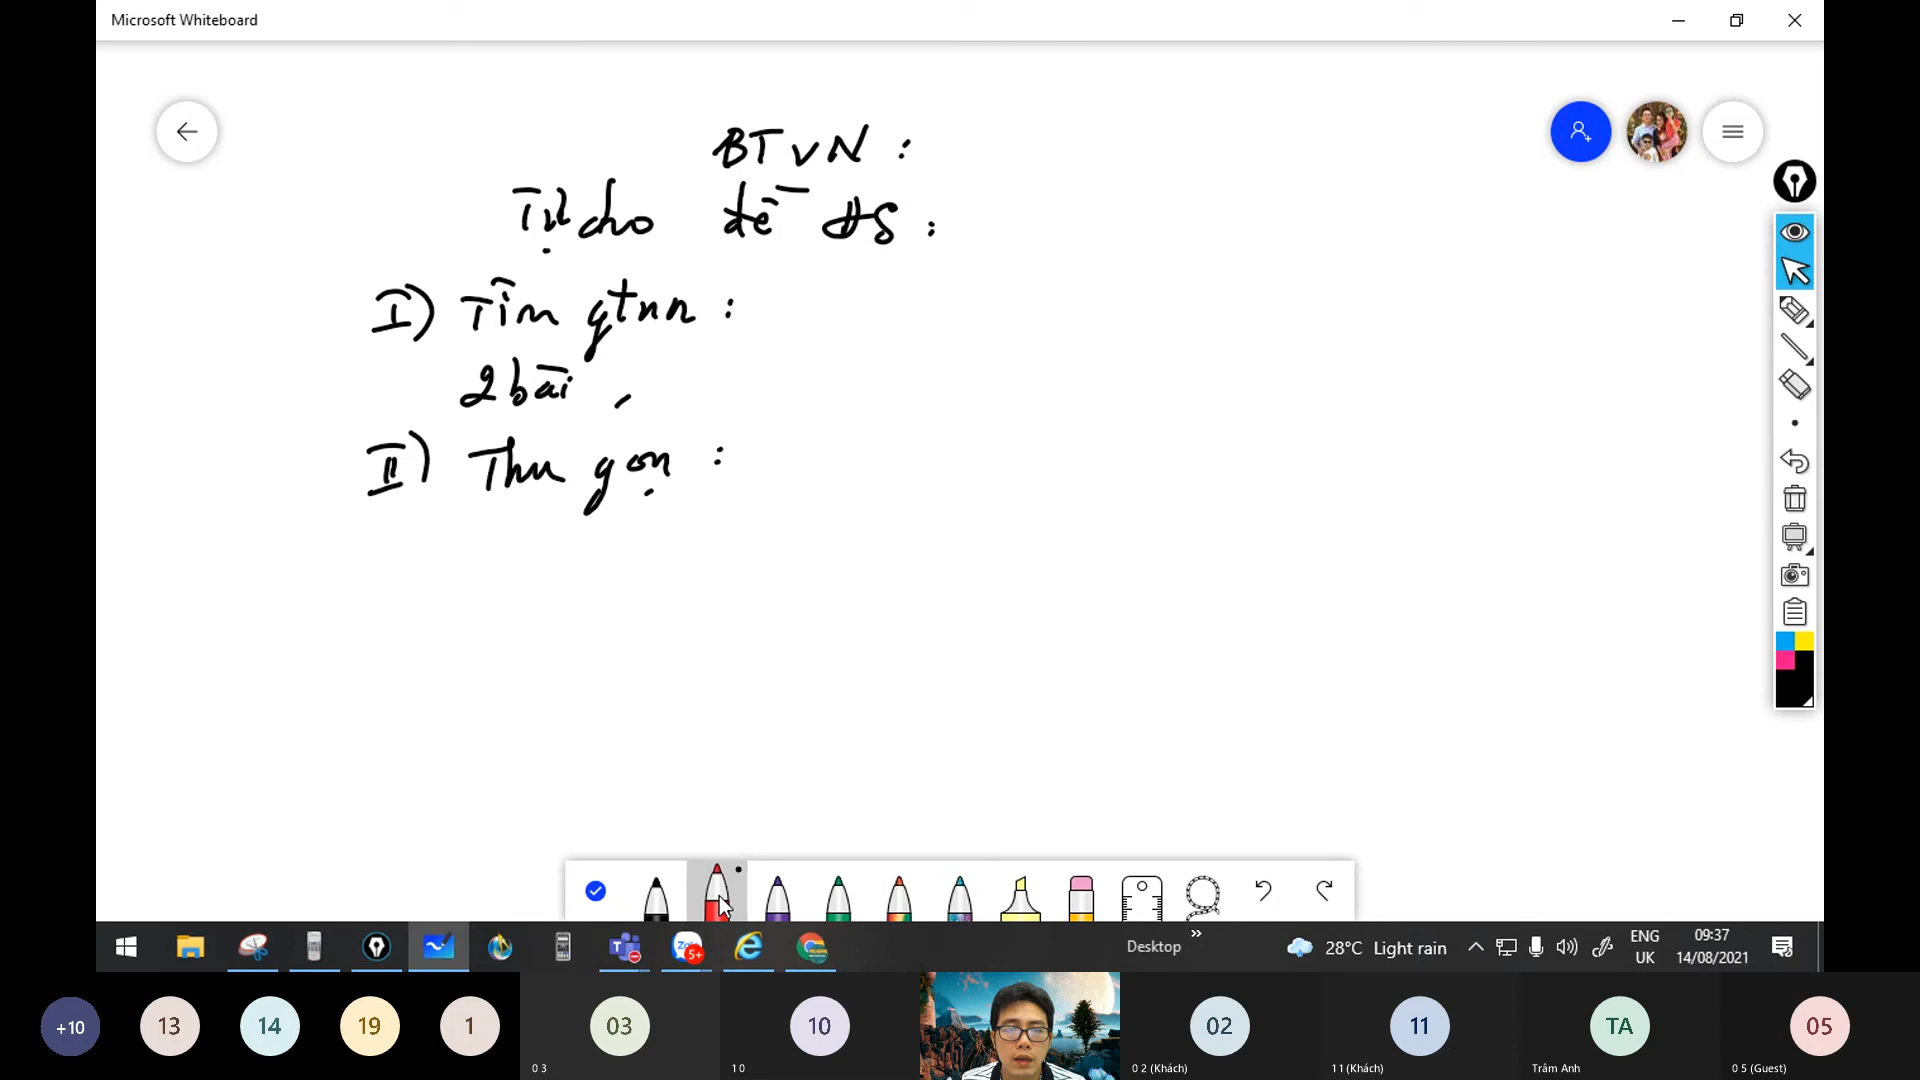 Microsoft Whiteboard
BTVN :
Tự cho đề ĐS :
I) Tìm gtnn :
2 bài ,
II) Thu gọn :
Desktop
28°C Light rain
ENG
UK
09:37
14/08/2021
Zalo
5+
+10
13
14
19
1
03
10
02
11
TA
05
0 3
1 0
0 2 (Khách)
1 1 (Khách)
Trâm Anh
0 5 (Guest)